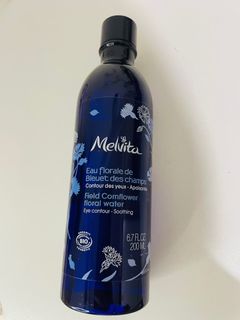 Melvita
Eau florale de
Bleuet des champs
Contour des yeux - Apaisante
Field Cornflower
floral water
Eye contour - Soothing
BIO
6.7 FL.OZ
200 ML